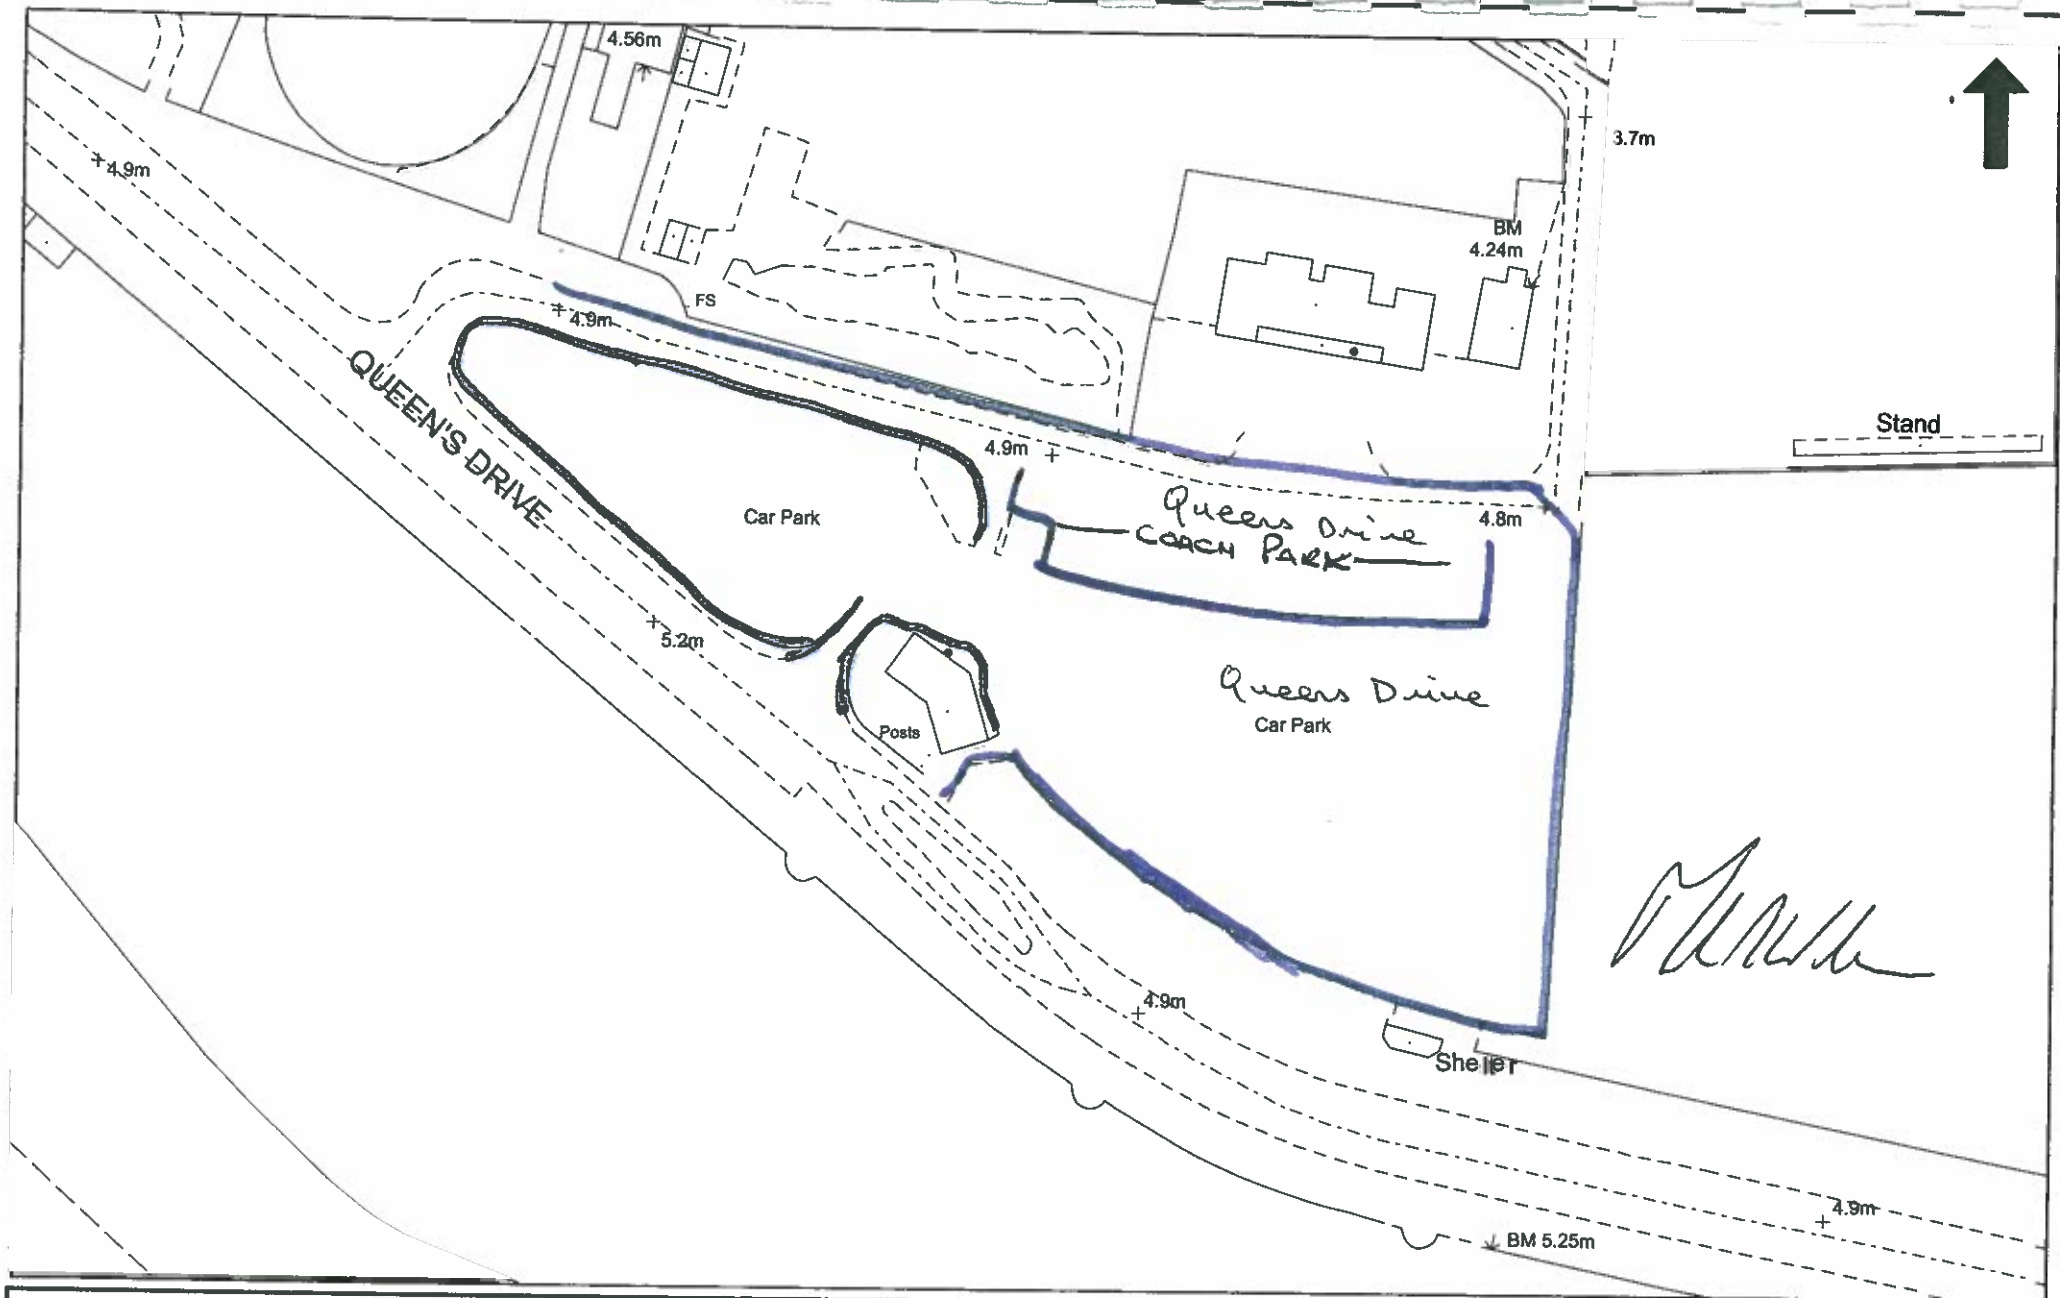 4.56m
3.7m
4.9m
BM
4.24m
FS
4.9m
QUEEN'S DRIVE
Stand
4.9m
Car Park
Queens Drive
COACH PARK
4.8m
5.2m
Queens Drive
Car Park
Posts
4.9m
Shelter
4.9m
BM 5.25m